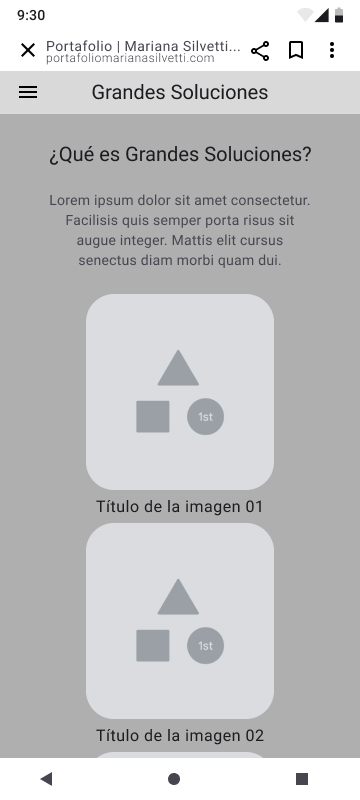 9:30
Portafolio | Mariana Silvetti...
portafoliomarianasilvetti.com
Grandes Soluciones
¿Qué es Grandes Soluciones?
Lorem ipsum dolor sit amet consectetur.
Facilisis quis semper porta risus sit
augue integer. Mattis elit cursus
senectus diam morbi quam dui.
1st
Título de la imagen 01
1st
Título de la imagen 02